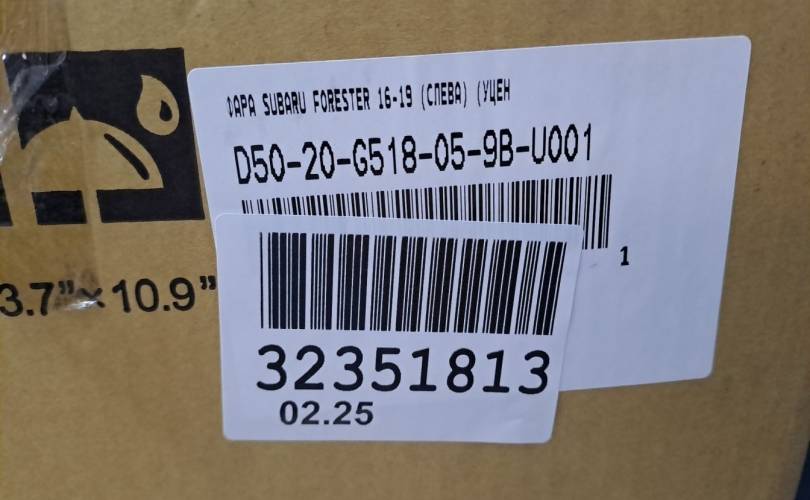 ФАРА SUBARU FORESTER 16-19 (СЛЕВА) (УЦЕН
D50-20-G518-05-9B-U001
1
3.7" x 10.9"
32351813
02.25